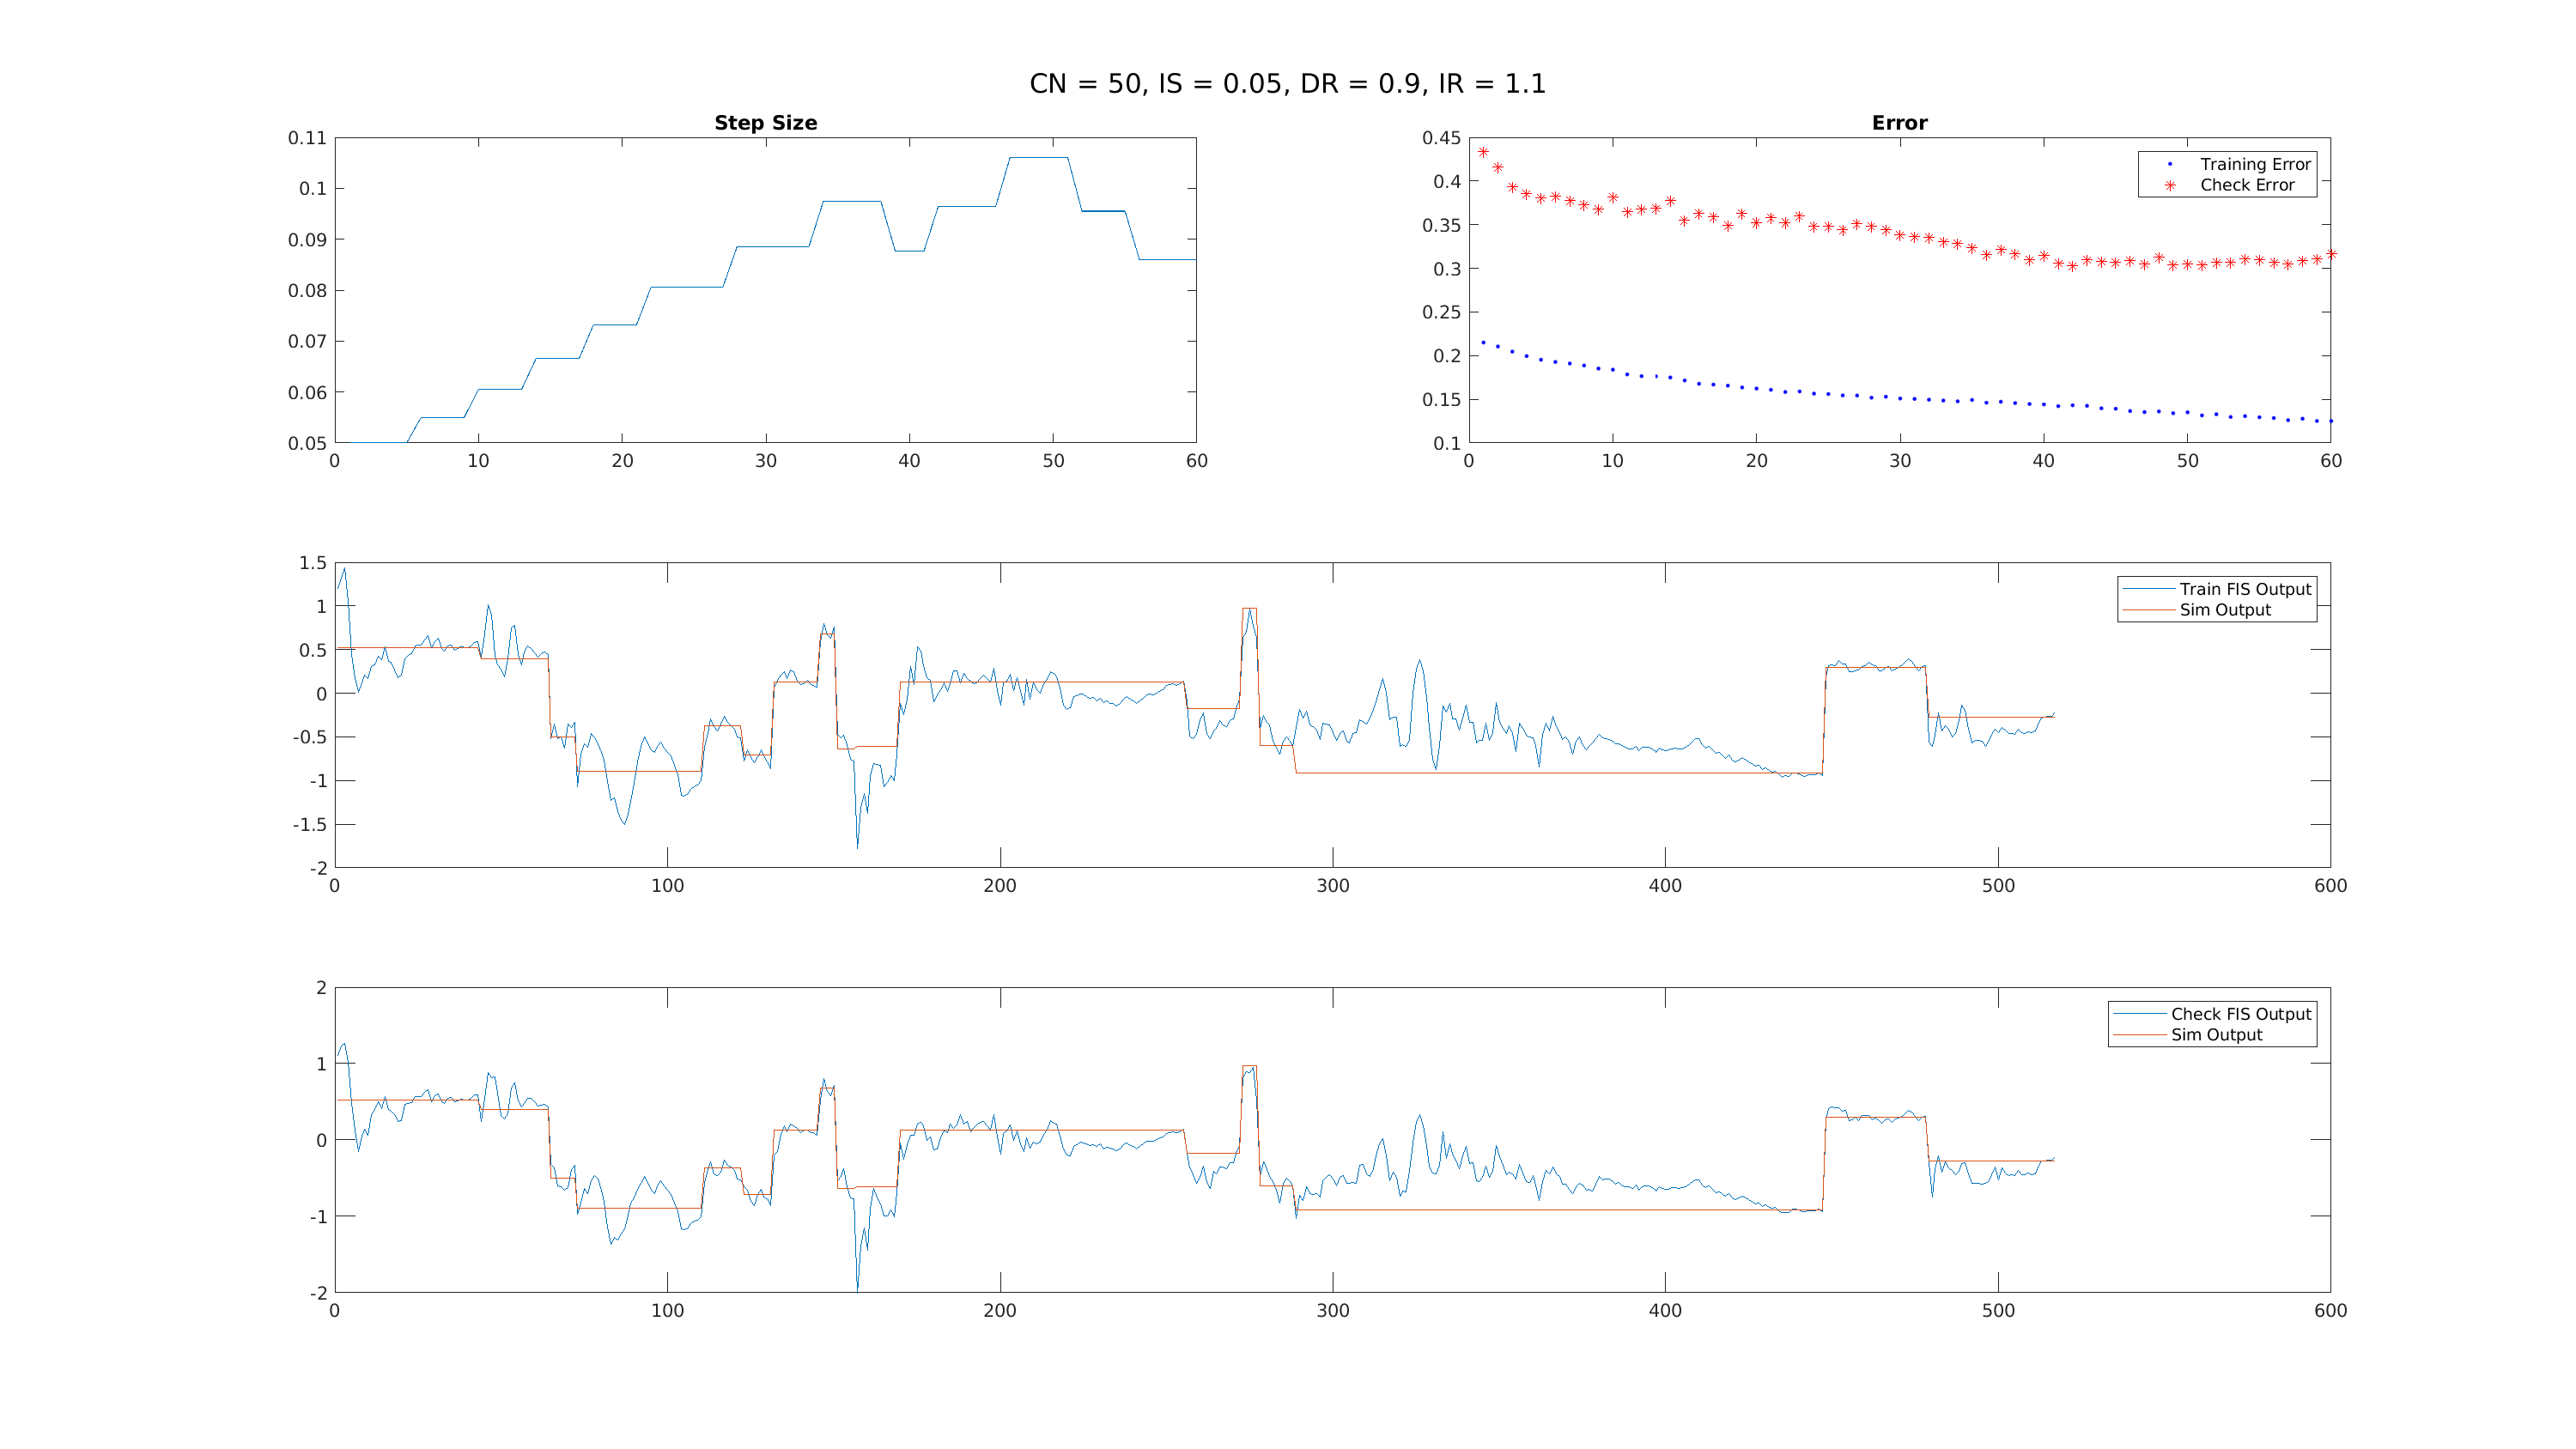 CN = 50, IS = 0.05, DR = 0.9, IR = 1.1
Step Size
0.11
0.1
0.09
0.08
0.07
0.06
0.05
0 10 20 30 40 50 60
Error
0.45
0.4
0.35
0.3
0.25
0.2
0.15
0.1
0 10 20 30 40 50 60
Training Error
Check Error
1.5
1
0.5
0
-0.5
-1
-1.5
-2
0 100 200 300 400 500 600
Train FIS Output
Sim Output
2
1
0
-1
-2
0 100 200 300 400 500 600
Check FIS Output
Sim Output